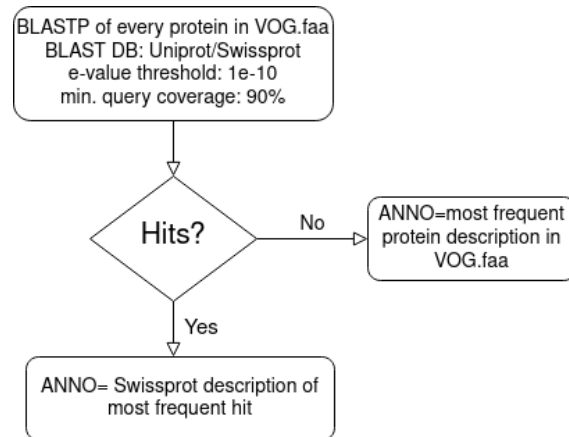 BLASTP of every protein in VOG.faa
BLAST DB: Uniprot/Swissprot
e-value threshold: 1e-10
min. query coverage: 90%
Hits?
No
ANNO=most frequent
protein description in
VOG.faa
Yes
ANNO= Swissprot description of
most frequent hit